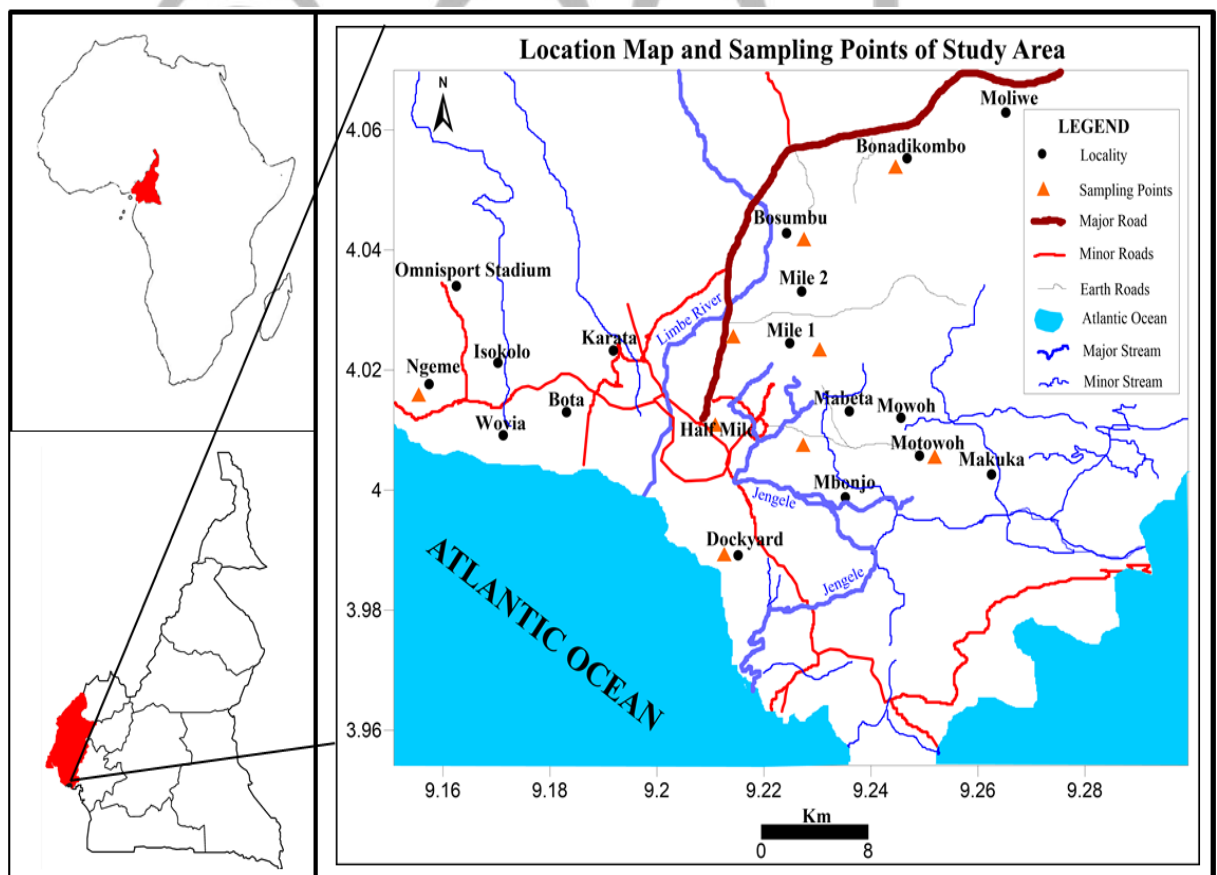 Location Map and Sampling Points of Study Area
N
4.06
4.04
4.02
4
3.98
3.96
9.16
9.18
9.2
9.22
9.24
9.26
9.28
Moliwe
Bonadikombo
Bosumbu
Omnisport Stadium
Mile 2
Limbe River
Mile 1
Karata
Isokolo
Ngeme
Bota
Wovia
Mabeta
Mowoh
Half Mile
Motowoh
Makuka
Mbonjo
Jengele
Dockyard
Jengele
ATLANTIC OCEAN
LEGEND
Locality
Sampling Points
Major Road
Minor Roads
Earth Roads
Atlantic Ocean
Major Stream
Minor Stream
Km
0
8